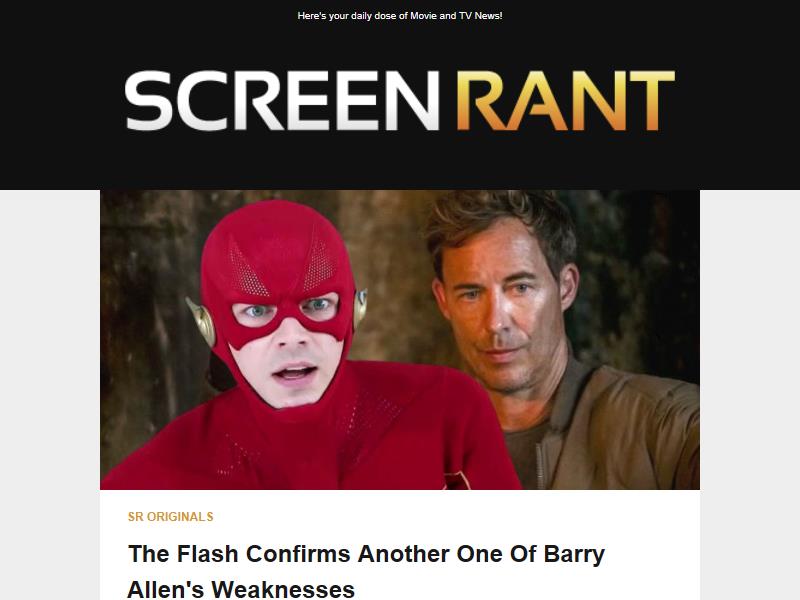 Here's your daily dose of Movie and TV News!
SCREEN RANT
SR ORIGINALS
The Flash Confirms Another One Of Barry
Allen's Weaknesses